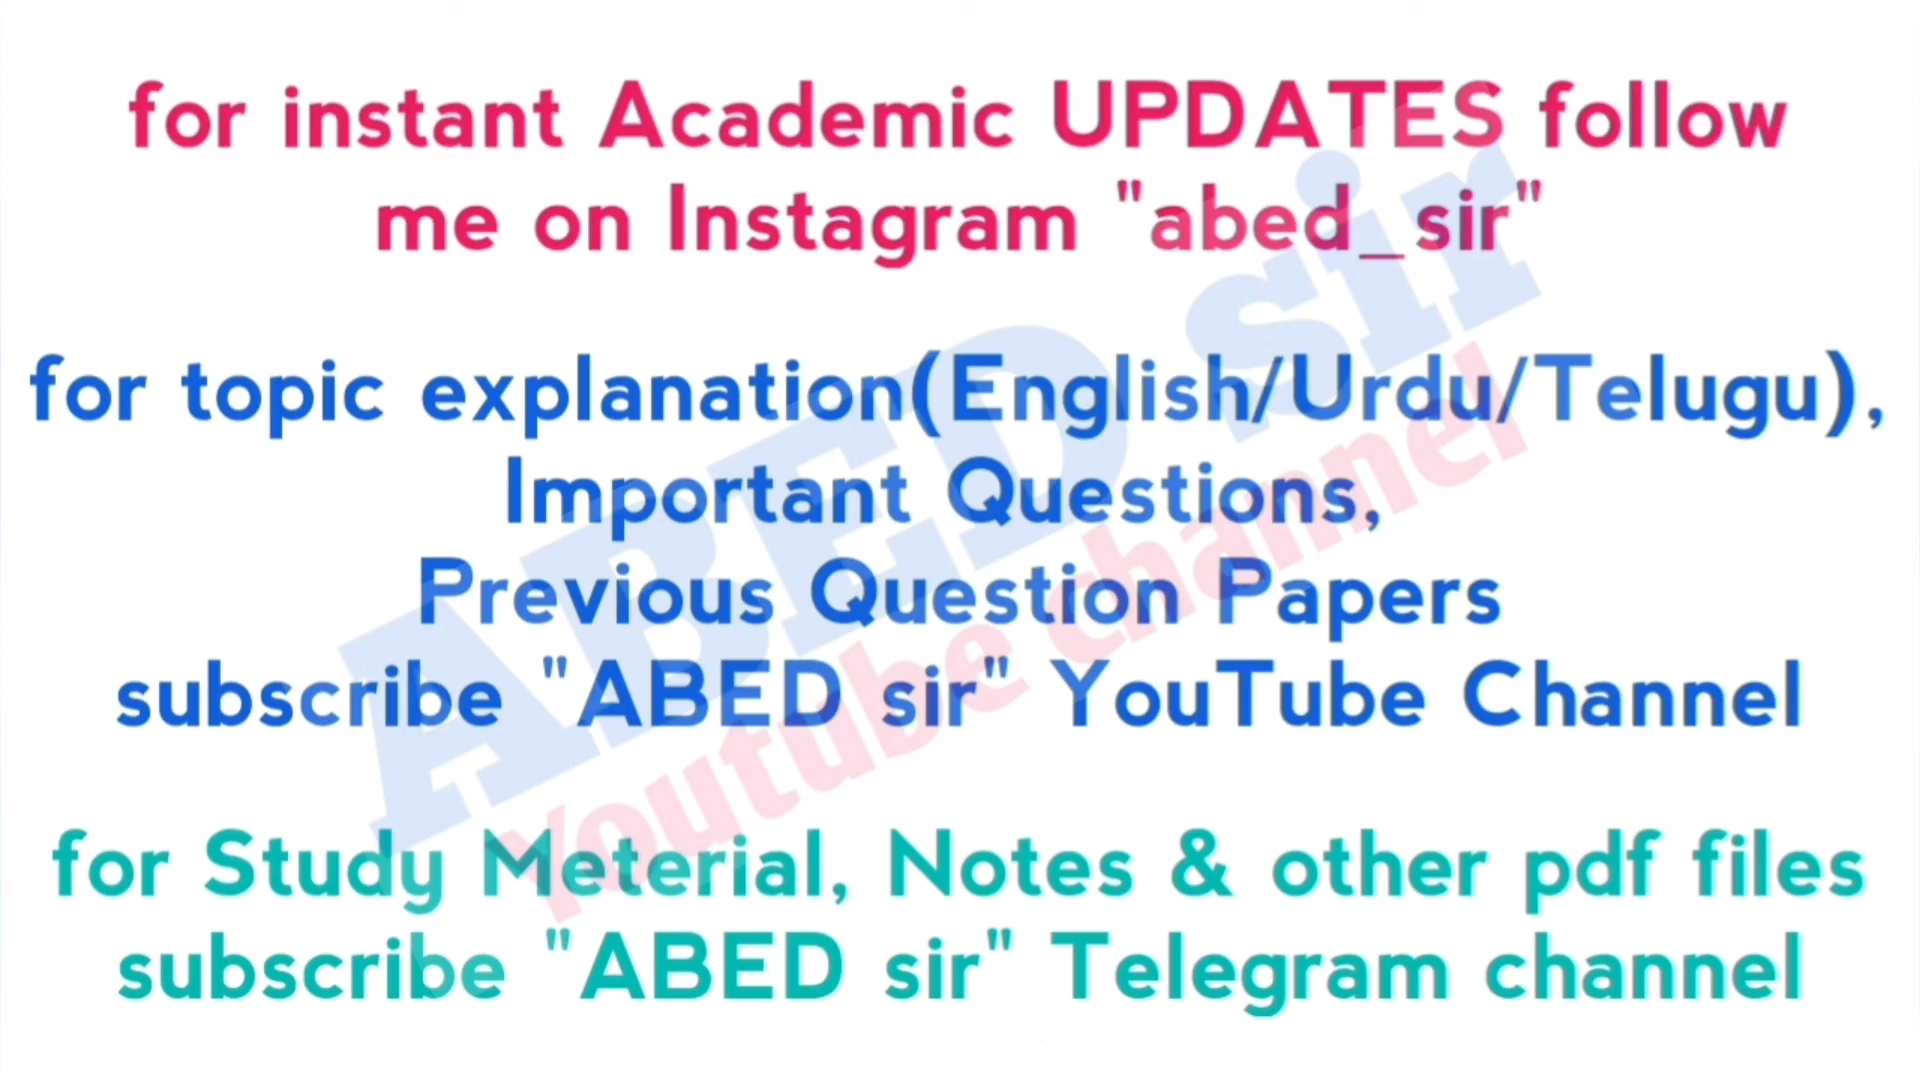 for instant Academic UPDATES follow
me on Instagram "abed_sir"
for topic explanation(English/Urdu/Telugu),
Important Questions,
Previous Question Papers
subscribe "ABED sir" YouTube Channel
for Study Meterial, Notes & other pdf files
subscribe "ABED sir" Telegram channel
ABED sir
Youtube channel